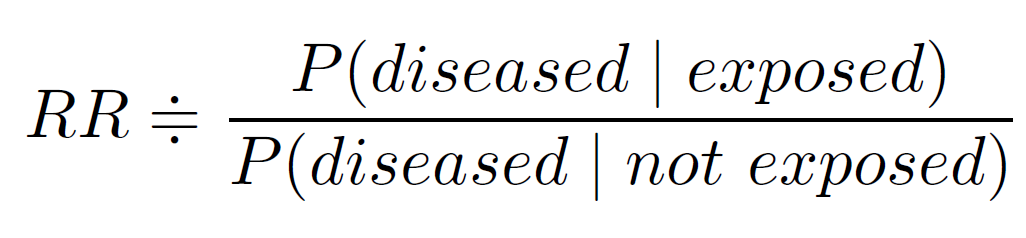 RR ≑ P(diseased | exposed) / P(diseased | not exposed)